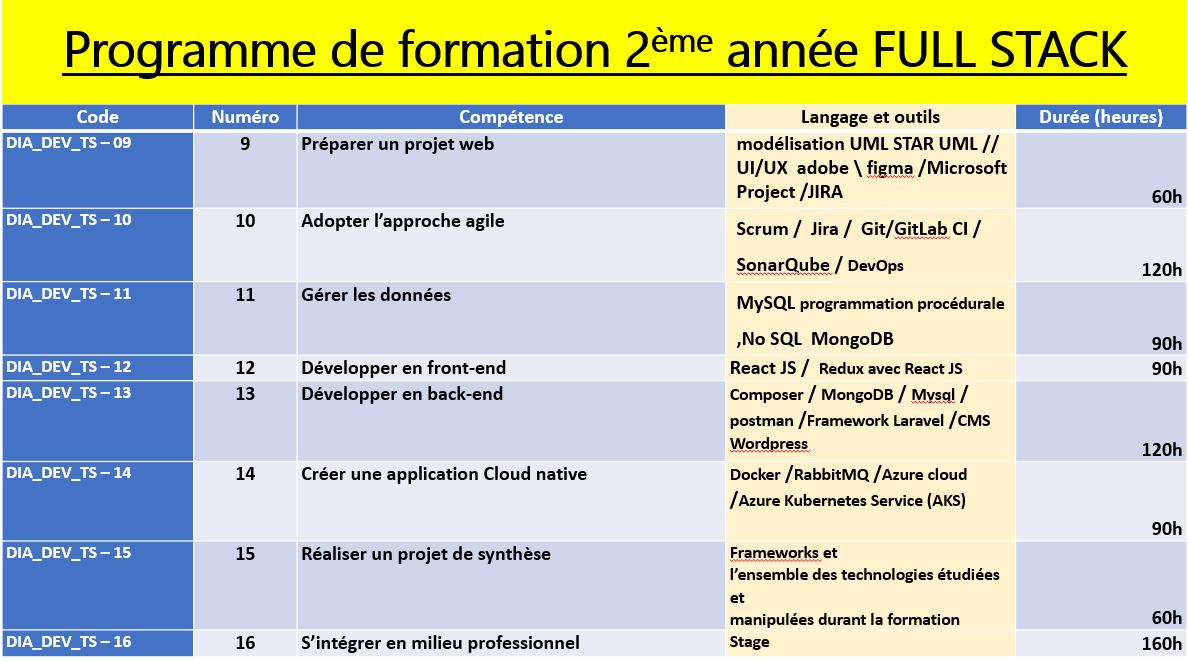 Programme de formation 2ème année FULL STACK
Code Numéro Compétence Langage et outils Durée (heures)
DIA_DEV_TS – 09 9 Préparer un projet web modélisation UML STAR UML //
UI/UX adobe \ figma /Microsoft
Project /JIRA
60h
DIA_DEV_TS – 10 10 Adopter l’approche agile
Scrum / Jira / Git/GitLab CI /
SonarQube / DevOps
120h
DIA_DEV_TS – 11 11 Gérer les données
MySQL programmation procédurale
,No SQL MongoDB
90h
DIA_DEV_TS – 12 12 Développer en front-end React JS / Redux avec React JS 90h
DIA_DEV_TS – 13 13 Développer en back-end Composer / MongoDB / Mysql /
postman /Framework Laravel /CMS
Wordpress
120h
DIA_DEV_TS – 14 14 Créer une application Cloud native Docker /RabbitMQ /Azure cloud
/Azure Kubernetes Service (AKS)
90h
DIA_DEV_TS – 15 15 Réaliser un projet de synthèse Frameworks et
l’ensemble des technologies étudiées
et
manipulées durant la formation
60h
DIA_DEV_TS – 16 16 S’intégrer en milieu professionnel Stage 160h